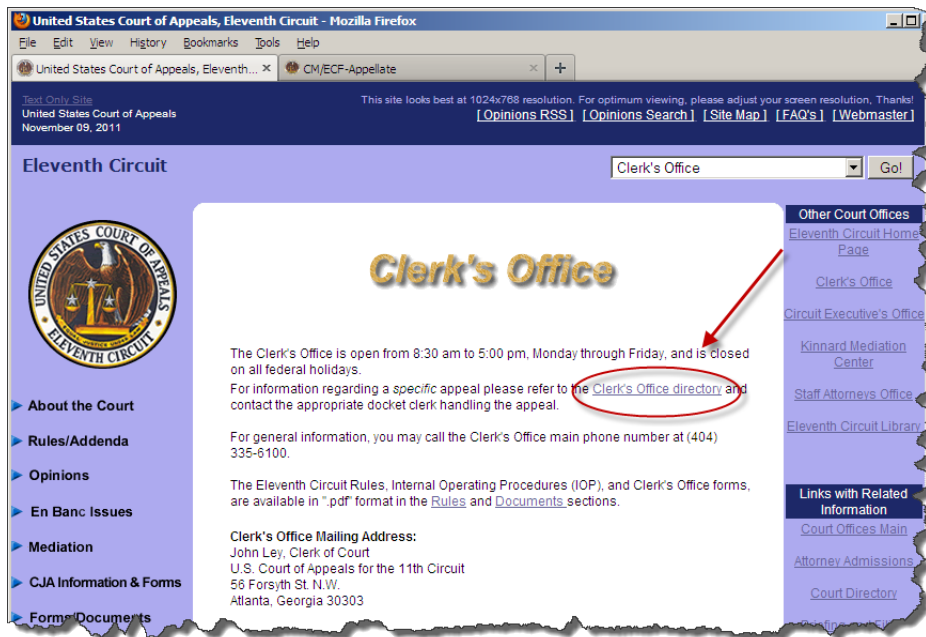 United States Court of Appeals, Eleventh Circuit - Mozilla Firefox
File Edit View History Bookmarks Tools Help
United States Court of Appeals, Eleventh... × CM/ECF-Appellate × +
Text Only Site
United States Court of Appeals
November 09, 2011
This site looks best at 1024x768 resolution. For optimum viewing, please adjust your screen resolution, Thanks!
[ Opinions RSS ] [ Opinions Search ] [ Site Map ] [ FAQ's ] [ Webmaster ]
Eleventh Circuit
Clerk's Office Go!
UNITED STATES COURT OF APPEALS
ELEVENTH CIRCUIT
About the Court
Rules/Addenda
Opinions
En Banc Issues
Mediation
CJA Information & Forms
Forms/Documents
Clerk's Office
The Clerk's Office is open from 8:30 am to 5:00 pm, Monday through Friday, and is closed
on all federal holidays.
For information regarding a specific appeal please refer to the Clerk's Office directory and
contact the appropriate docket clerk handling the appeal.
For general information, you may call the Clerk's Office main phone number at (404)
335-6100.
The Eleventh Circuit Rules, Internal Operating Procedures (IOP), and Clerk's Office forms,
are available in ".pdf" format in the Rules and Documents sections.
Clerk's Office Mailing Address:
John Ley, Clerk of Court
U.S. Court of Appeals for the 11th Circuit
56 Forsyth St. N.W.
Atlanta, Georgia 30303
Other Court Offices
Eleventh Circuit Home
Page
Clerk's Office
Circuit Executive's Office
Kinnard Mediation
Center
Staff Attorneys Office
Eleventh Circuit Library
Links with Related
Information
Court Offices Main
Attorney Admissions
Court Directory